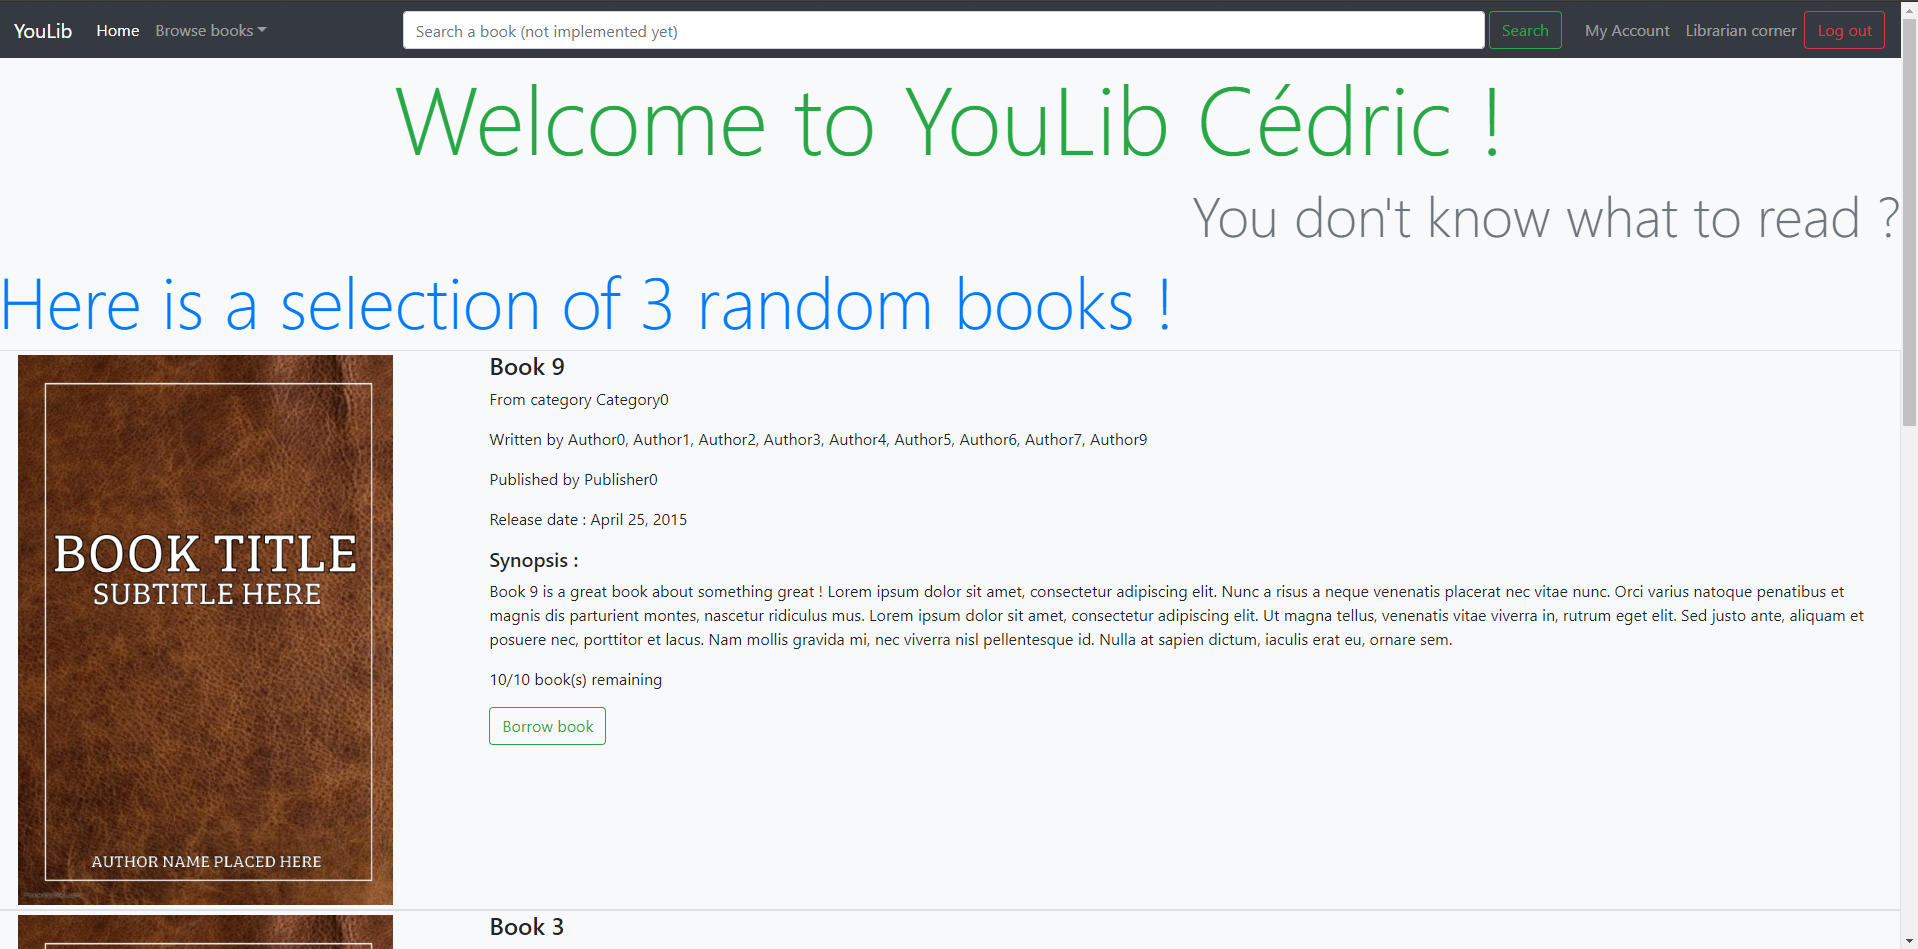 YouLib Home Browse books Search a book (not implemented yet) Search My Account Librarian corner Log out
Welcome to YouLib Cédric !
You don't know what to read ?
Here is a selection of 3 random books !
BOOK TITLE
SUBTITLE HERE
AUTHOR NAME PLACED HERE
Book 9
From category Category0
Written by Author0, Author1, Author2, Author3, Author4, Author5, Author6, Author7, Author9
Published by Publisher0
Release date : April 25, 2015
Synopsis :
Book 9 is a great book about something great ! Lorem ipsum dolor sit amet, consectetur adipiscing elit. Nunc a risus a neque venenatis placerat nec vitae nunc. Orci varius natoque penatibus et
magnis dis parturient montes, nascetur ridiculus mus. Lorem ipsum dolor sit amet, consectetur adipiscing elit. Ut magna tellus, venenatis vitae viverra in, rutrum eget elit. Sed justo ante, aliquam et
posuere nec, porttitor et lacus. Nam mollis gravida mi, nec viverra nisl pellentesque id. Nulla at sapien dictum, iaculis erat eu, ornare sem.
10/10 book(s) remaining
Borrow book
Book 3